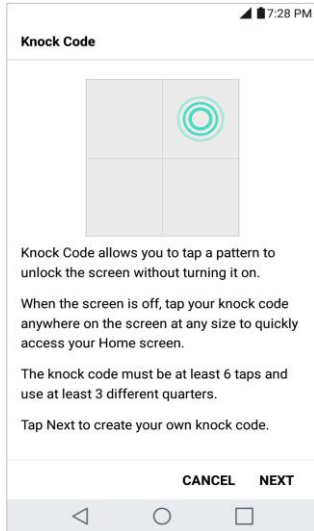 7:28 PM
Knock Code
Knock Code allows you to tap a pattern to
unlock the screen without turning it on.
When the screen is off, tap your knock code
anywhere on the screen at any size to quickly
access your Home screen.
The knock code must be at least 6 taps and
use at least 3 different quarters.
Tap Next to create your own knock code.
CANCEL NEXT